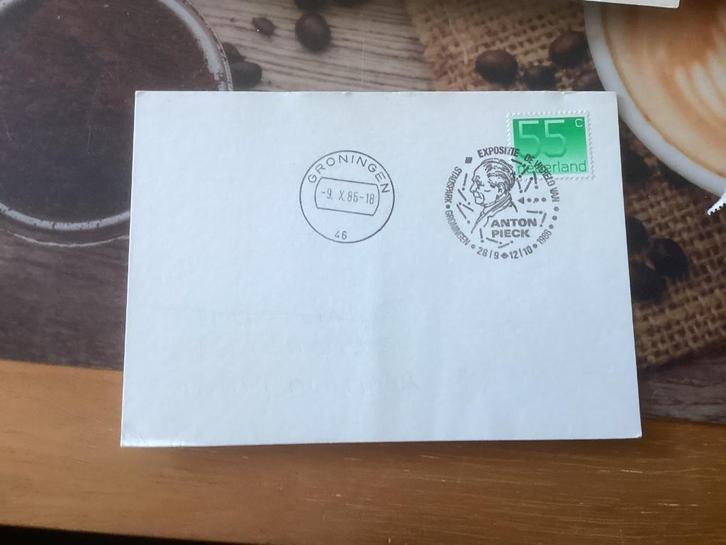 55 c
Nederland
GRONINGEN
-9. X.86-18
46
EXPOSITIE DE WERELD VAN
ANTON
PIECK
STADSPARK • GRONINGEN • 26|9 12|10 • 1986